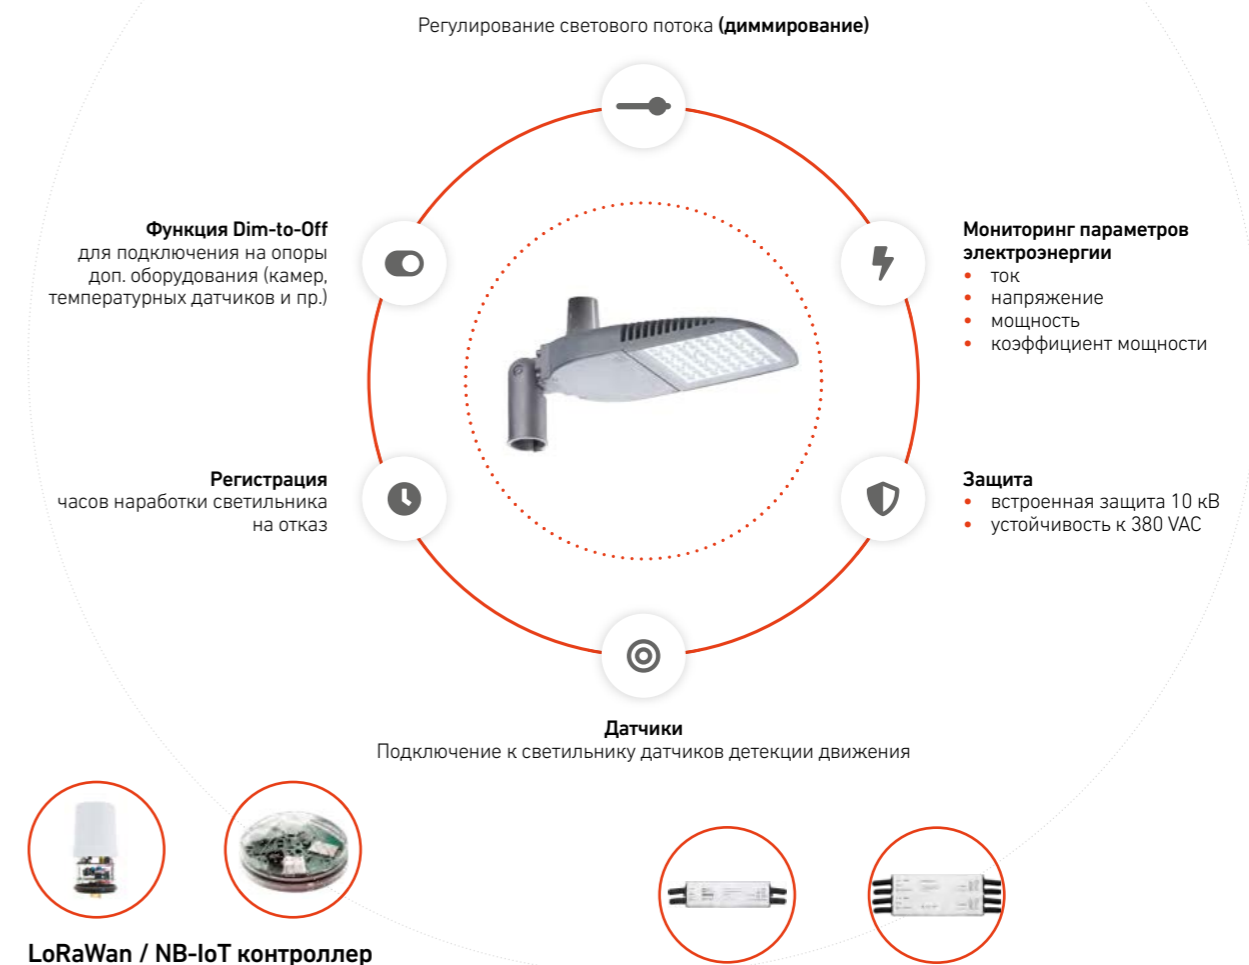 Регулирование светового потока (диммирование)
Функция Dim-to-Off
для подключения на опоры
доп. оборудования (камер,
температурных датчиков и пр.)
Мониторинг параметров
электроэнергии
• ток
• напряжение
• мощность
• коэффициент мощности
Регистрация
часов наработки светильника
на отказ
Защита
• встроенная защита 10 кВ
• устойчивость к 380 VAC
Датчики
Подключение к светильнику датчиков детекции движения
LoRaWan / NB-IoT контроллер